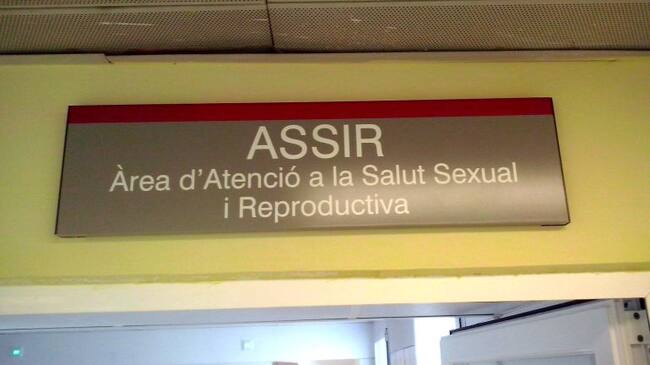 ASSIR
Àrea d'Atenció a la Salut Sexual
i Reproductiva